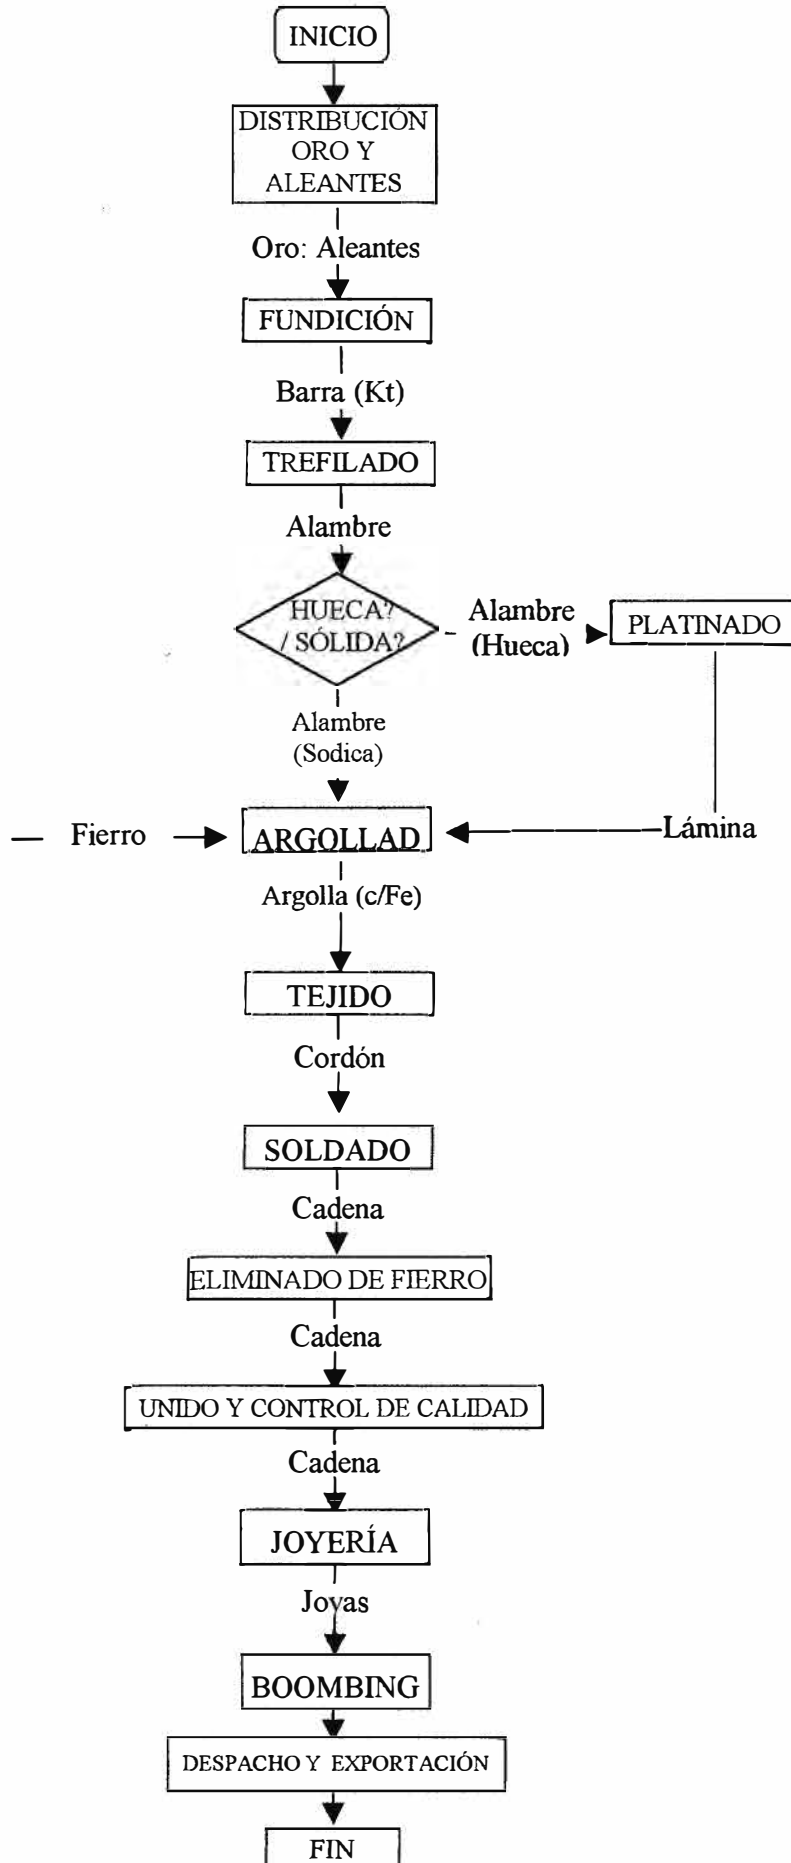 INICIO
DISTRIBUCIÓN
ORO Y
ALEANTES
Oro: Aleantes
FUNDICIÓN
Barra (Kt)
TREFILADO
Alambre
HUECA?
/ SÓLIDA?
Alambre
(Hueca)
PLATINADO
Alambre
(Sodica)
Fierro
ARGOLLAD
Lámina
Argolla (c/Fe)
TEJIDO
Cordón
SOLDADO
Cadena
ELIMINADO DE FIERRO
Cadena
UNIDO Y CONTROL DE CALIDAD
Cadena
JOYERÍA
Joyas
BOOMBING
DESPACHO Y EXPORTACIÓN
FIN